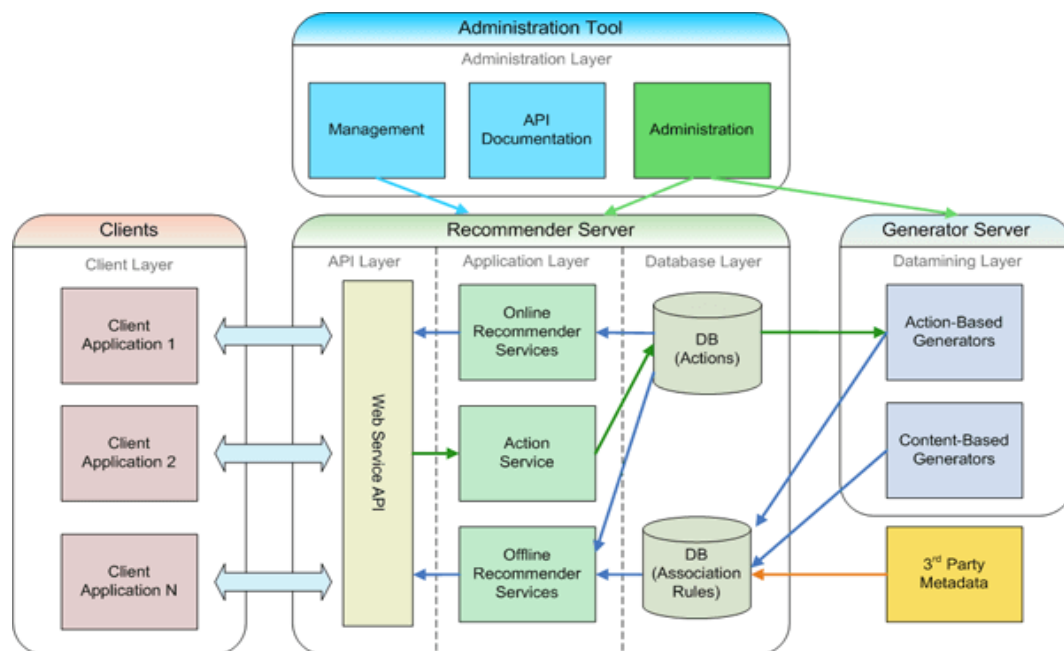 Administration Tool
Administration Layer
Management
API
Documentation
Administration
Clients
Client Layer
Client
Application 1
Client
Application 2
Client
Application N
Recommender Server
API Layer
Application Layer
Database Layer
Web Service API
Online
Recommender
Services
Action
Service
Offline
Recommender
Services
DB
(Actions)
DB
(Association
Rules)
Generator Server
Datamining Layer
Action-Based
Generators
Content-Based
Generators
3rd Party
Metadata